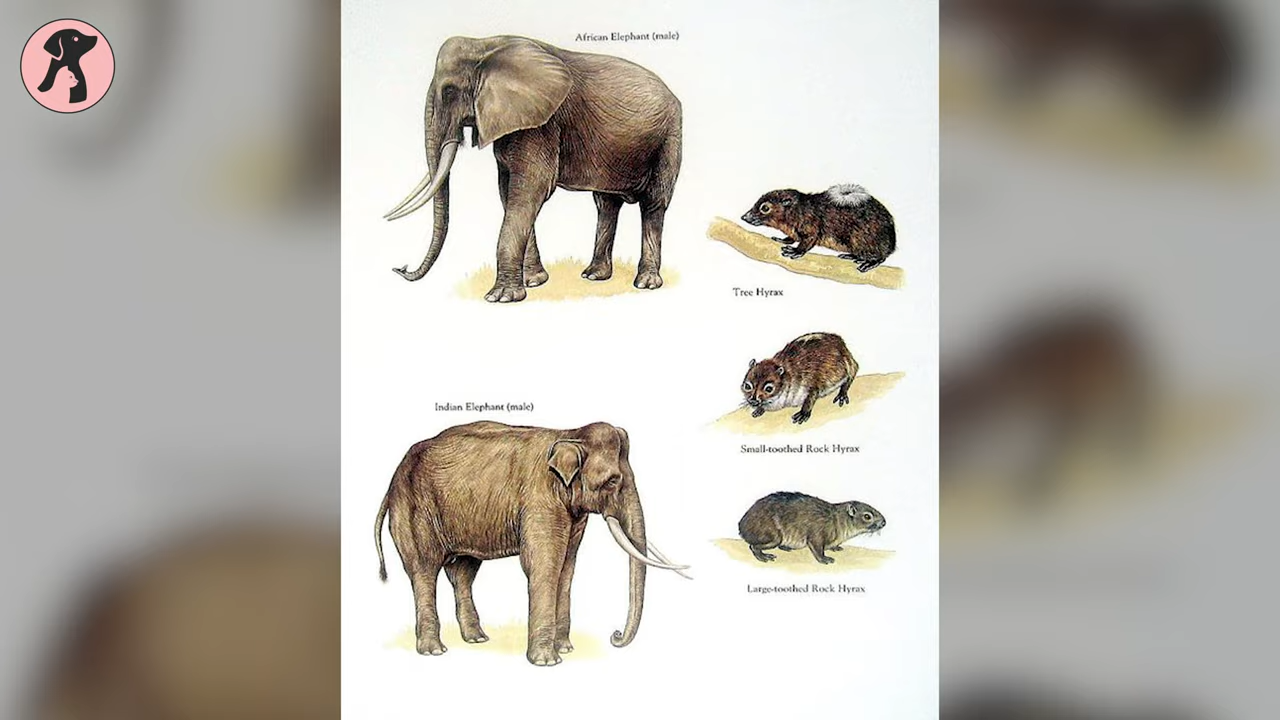 African Elephant (male)
Tree Hyrax
Small-toothed Rock Hyrax
Indian Elephant (male)
Large-toothed Rock Hyrax